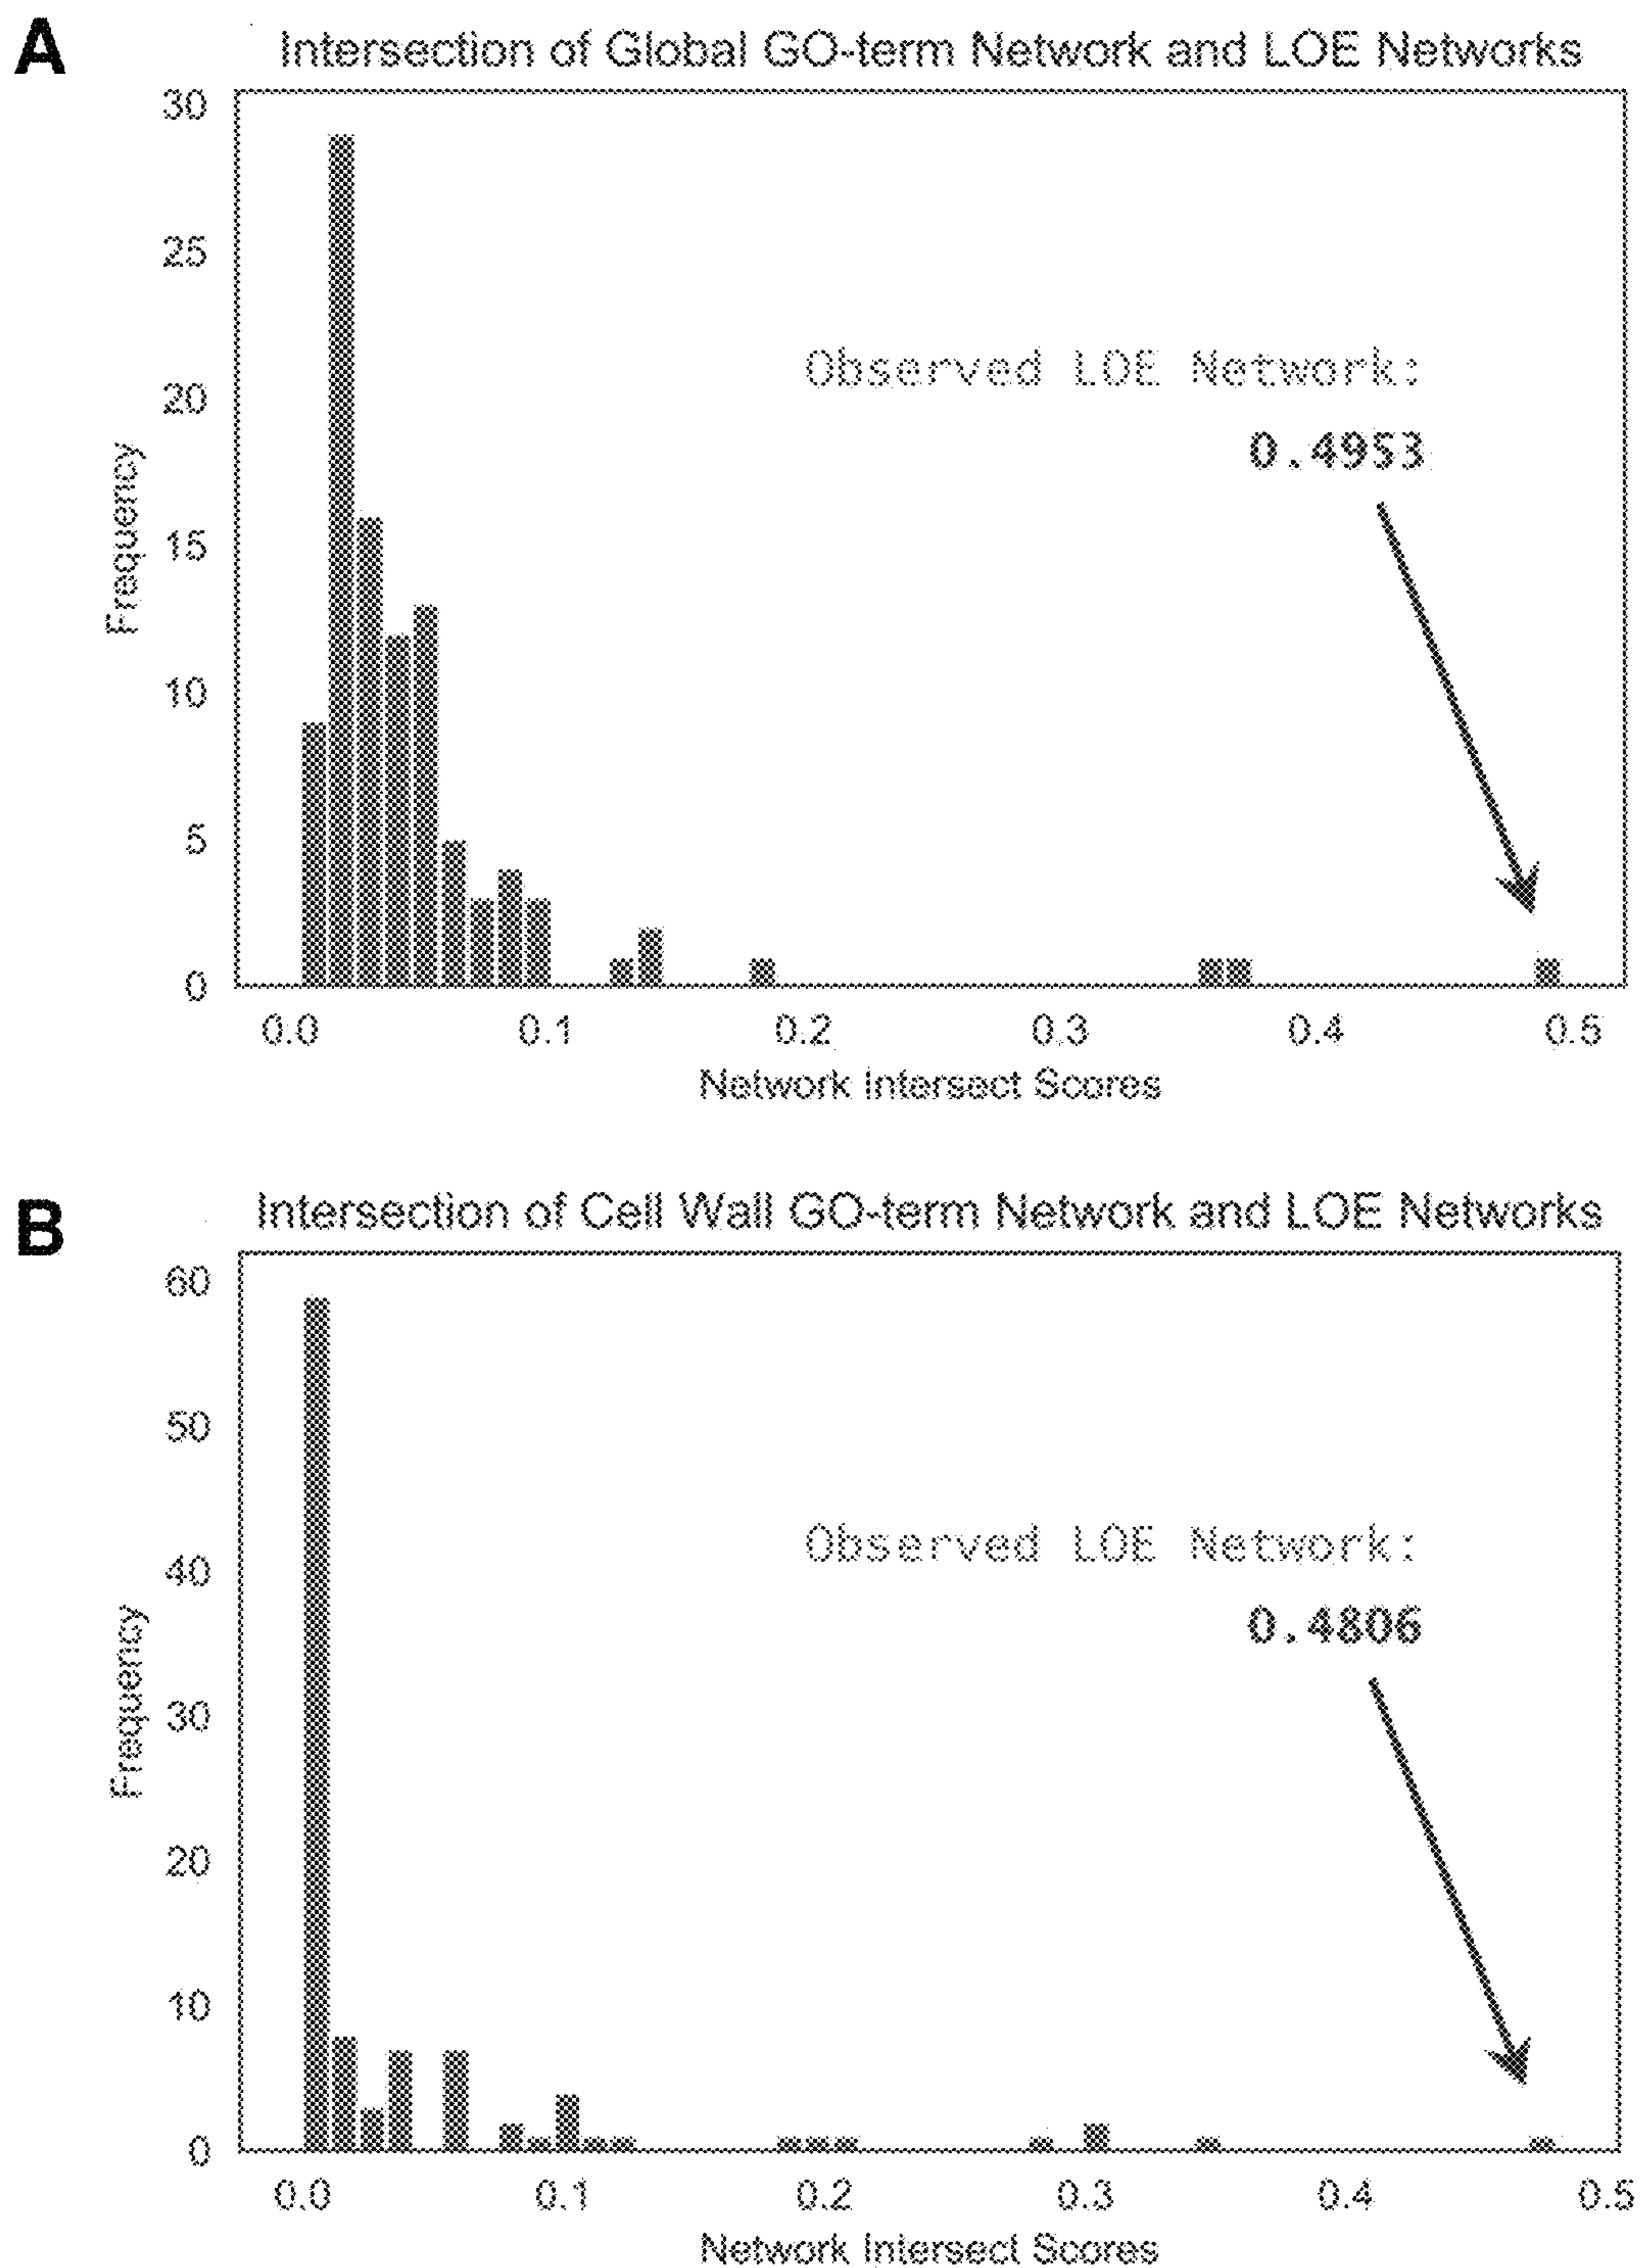 A
Intersection of Global GO-term Network and LOE Networks
30
25
20
15
10
5
0
Frequency
Observed LOE Network:
0.4953
0.0 0.1 0.2 0.3 0.4 0.5
Network Intersect Scores
B
Intersection of Cell Wall GO-term Network and LOE Networks
60
50
40
30
20
10
0
Frequency
Observed LOE Network:
0.4806
0.0 0.1 0.2 0.3 0.4 0.5
Network Intersect Scores